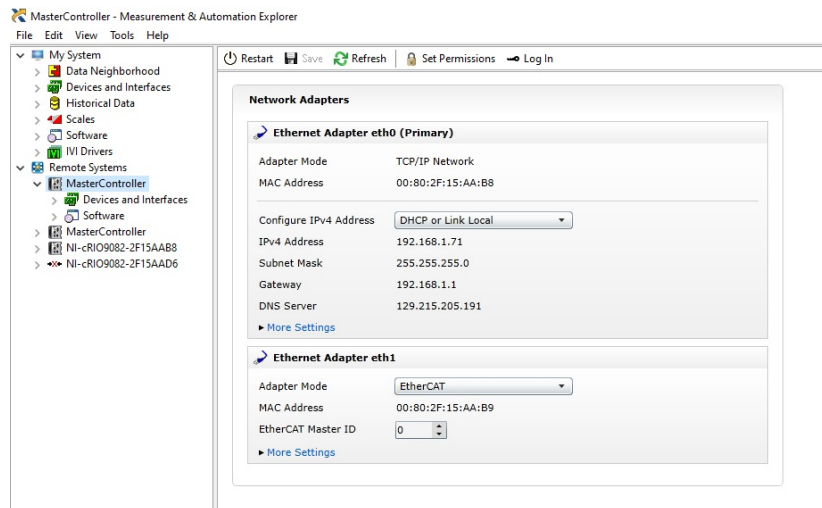 MasterController - Measurement & Automation Explorer
File Edit View Tools Help
My System
Data Neighborhood
Devices and Interfaces
Historical Data
Scales
Software
IVI Drivers
Remote Systems
MasterController
Devices and Interfaces
Software
MasterController
NI-cRIO9082-2F15AAB8
NI-cRIO9082-2F15AAD6
Restart Save Refresh Set Permissions Log In
Network Adapters
Ethernet Adapter eth0 (Primary)
Adapter Mode TCP/IP Network
MAC Address 00:80:2F:15:AA:B8
Configure IPv4 Address DHCP or Link Local
IPv4 Address 192.168.1.71
Subnet Mask 255.255.255.0
Gateway 192.168.1.1
DNS Server 129.215.205.191
More Settings
Ethernet Adapter eth1
Adapter Mode EtherCAT
MAC Address 00:80:2F:15:AA:B9
EtherCAT Master ID 0
More Settings